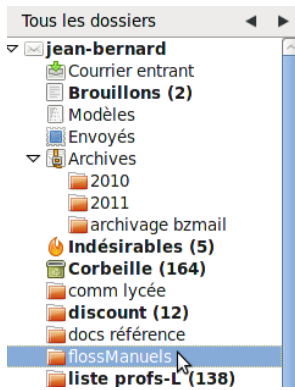 Tous les dossiers
jean-bernard
Courrier entrant
Brouillons (2)
Modèles
Envoyés
Archives
2010
2011
archivage bzmail
Indésirables (5)
Corbeille (164)
comm lycée
discount (12)
docs référence
flossManuels
liste profs-L (138)